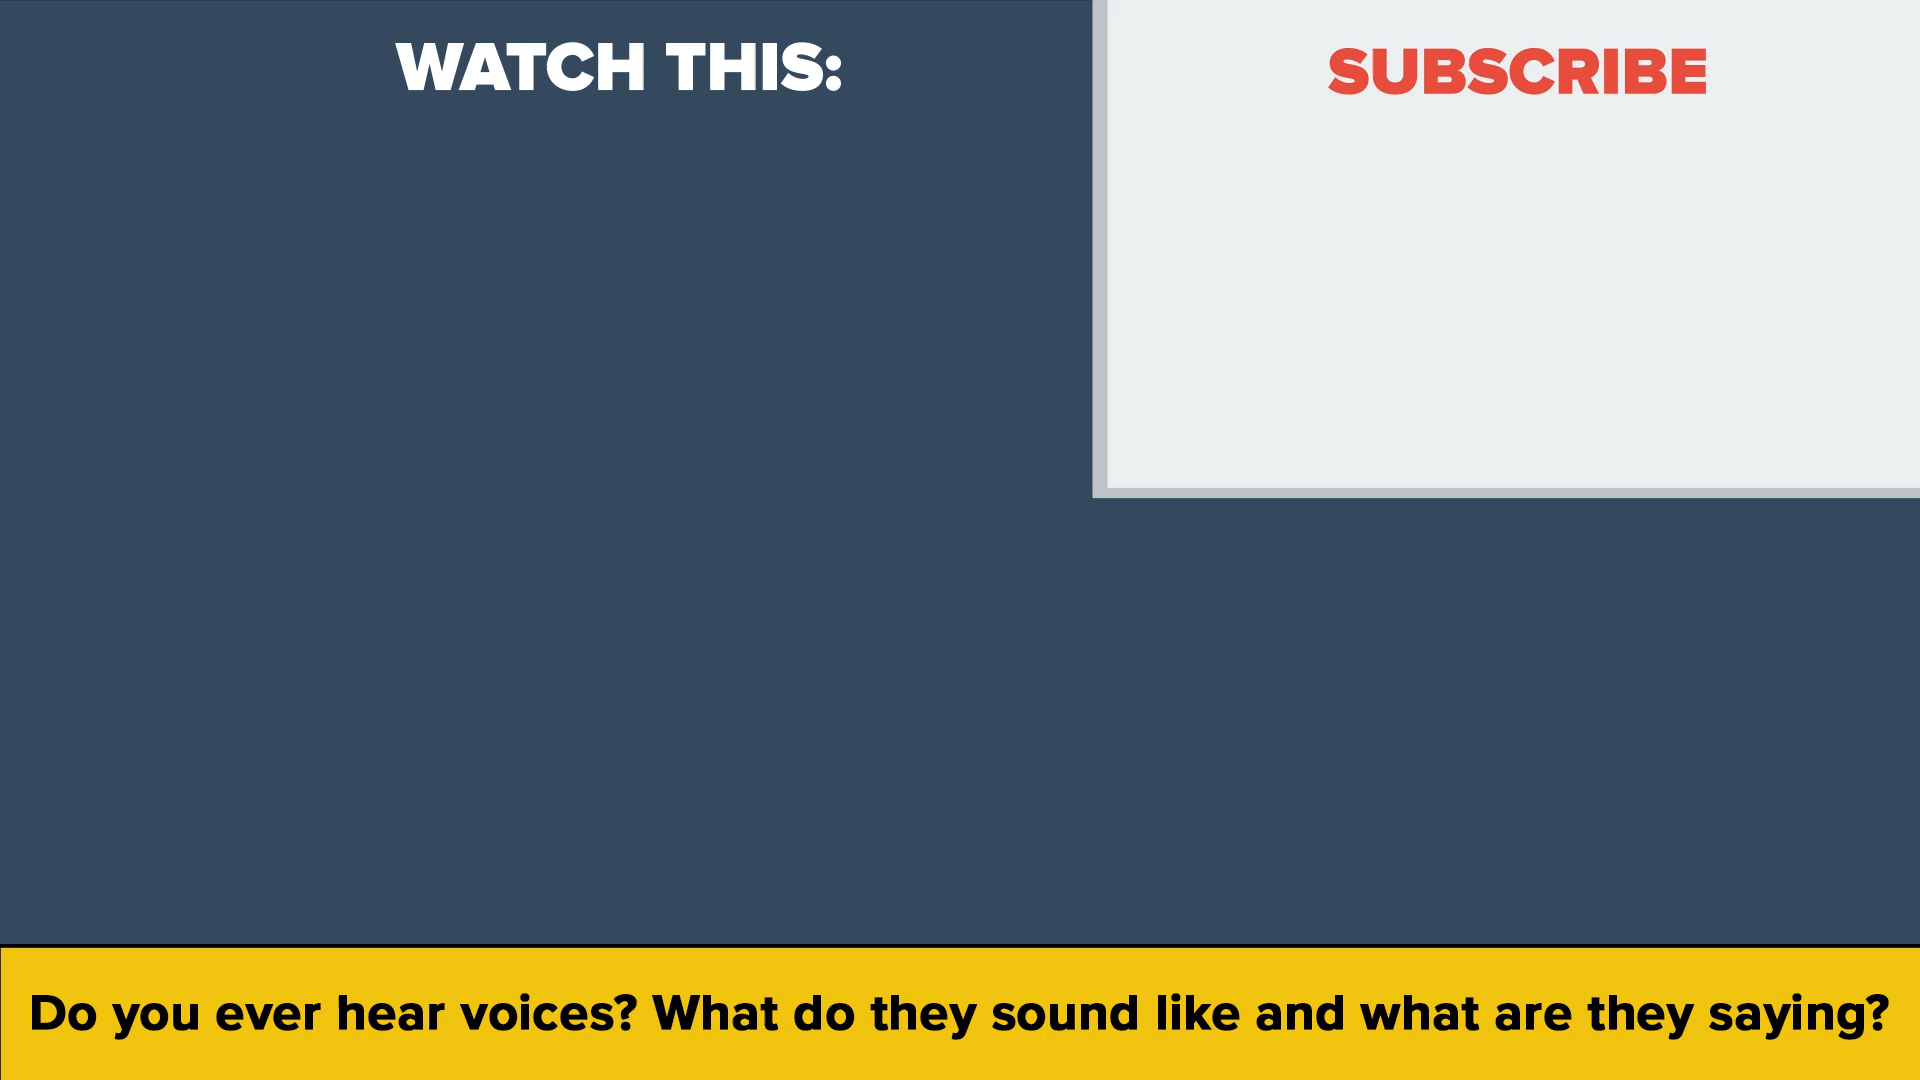 WATCH THIS:
SUBSCRIBE
Do you ever hear voices? What do they sound like and what are they saying?